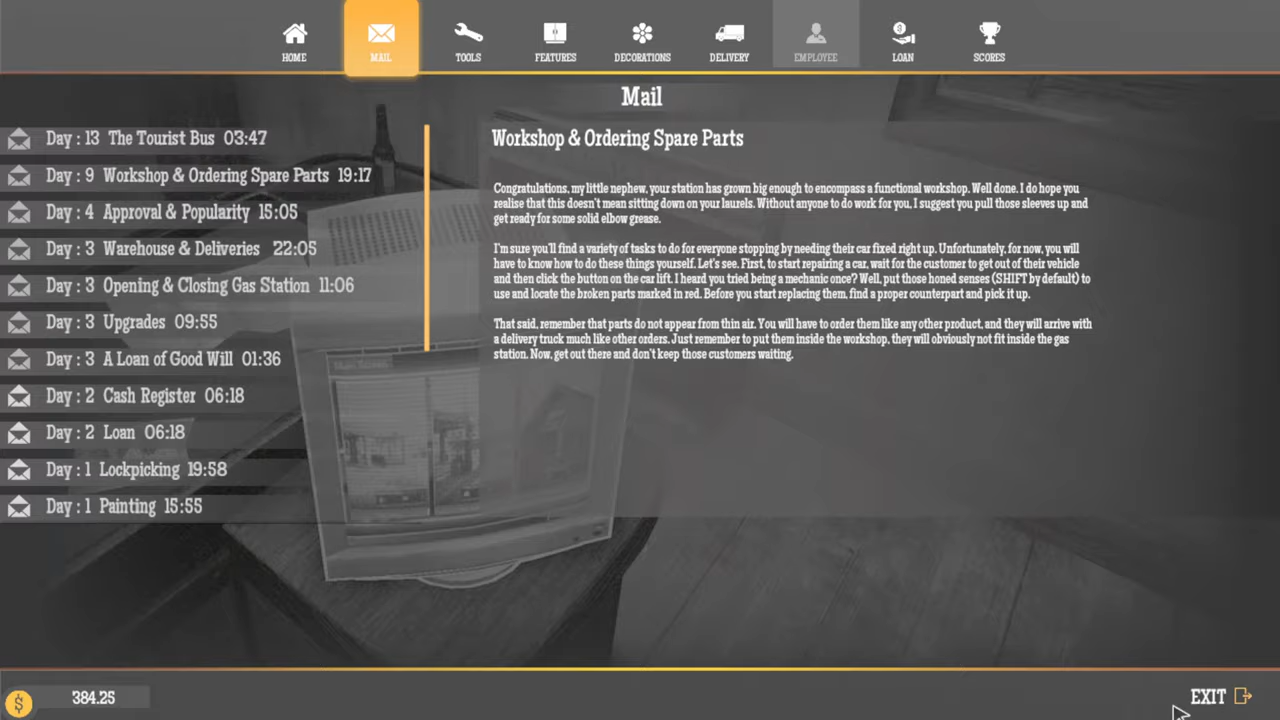 HOME
MAIL
TOOLS
FEATURES
DECORATIONS
DELIVERY
EMPLOYEE
LOAN
SCORES
Mail
Day : 13 The Tourist Bus 03:47
Day : 9 Workshop & Ordering Spare Parts 19:17
Day : 4 Approval & Popularity 15:05
Day : 3 Warehouse & Deliveries 22:05
Day : 3 Opening & Closing Gas Station 11:06
Day : 3 Upgrades 09:55
Day : 3 A Loan of Good Will 01:36
Day : 2 Cash Register 06:18
Day : 2 Loan 06:18
Day : 1 Lockpicking 19:58
Day : 1 Painting 15:55
Workshop & Ordering Spare Parts
Congratulations, my little nephew, your station has grown big enough to encompass a functional workshop. Well done. I do hope you
realise that this doesn't mean sitting down on your laurels. Without anyone to do work for you, I suggest you pull those sleeves up and
get ready for some solid elbow grease.
I'm sure you'll find a variety of tasks to do for everyone stopping by needing their car fixed right up. Unfortunately, for now, you will
have to know how to do these things yourself. Let's see. First, to start repairing a car, wait for the customer to get out of their vehicle
and then click the button on the car lift. I heard you tried being a mechanic once? Well, put those honed senses (SHIFT by default) to
use and locate the broken parts marked in red. Before you start replacing them, find a proper counterpart and pick it up.
That said, remember that parts do not appear from thin air. You will have to order them like any other product, and they will arrive with
a delivery truck much like other orders. Just remember to put them inside the workshop, they will obviously not fit inside the gas
station. Now, get out there and don't keep those customers waiting.
$ 384.25
EXIT